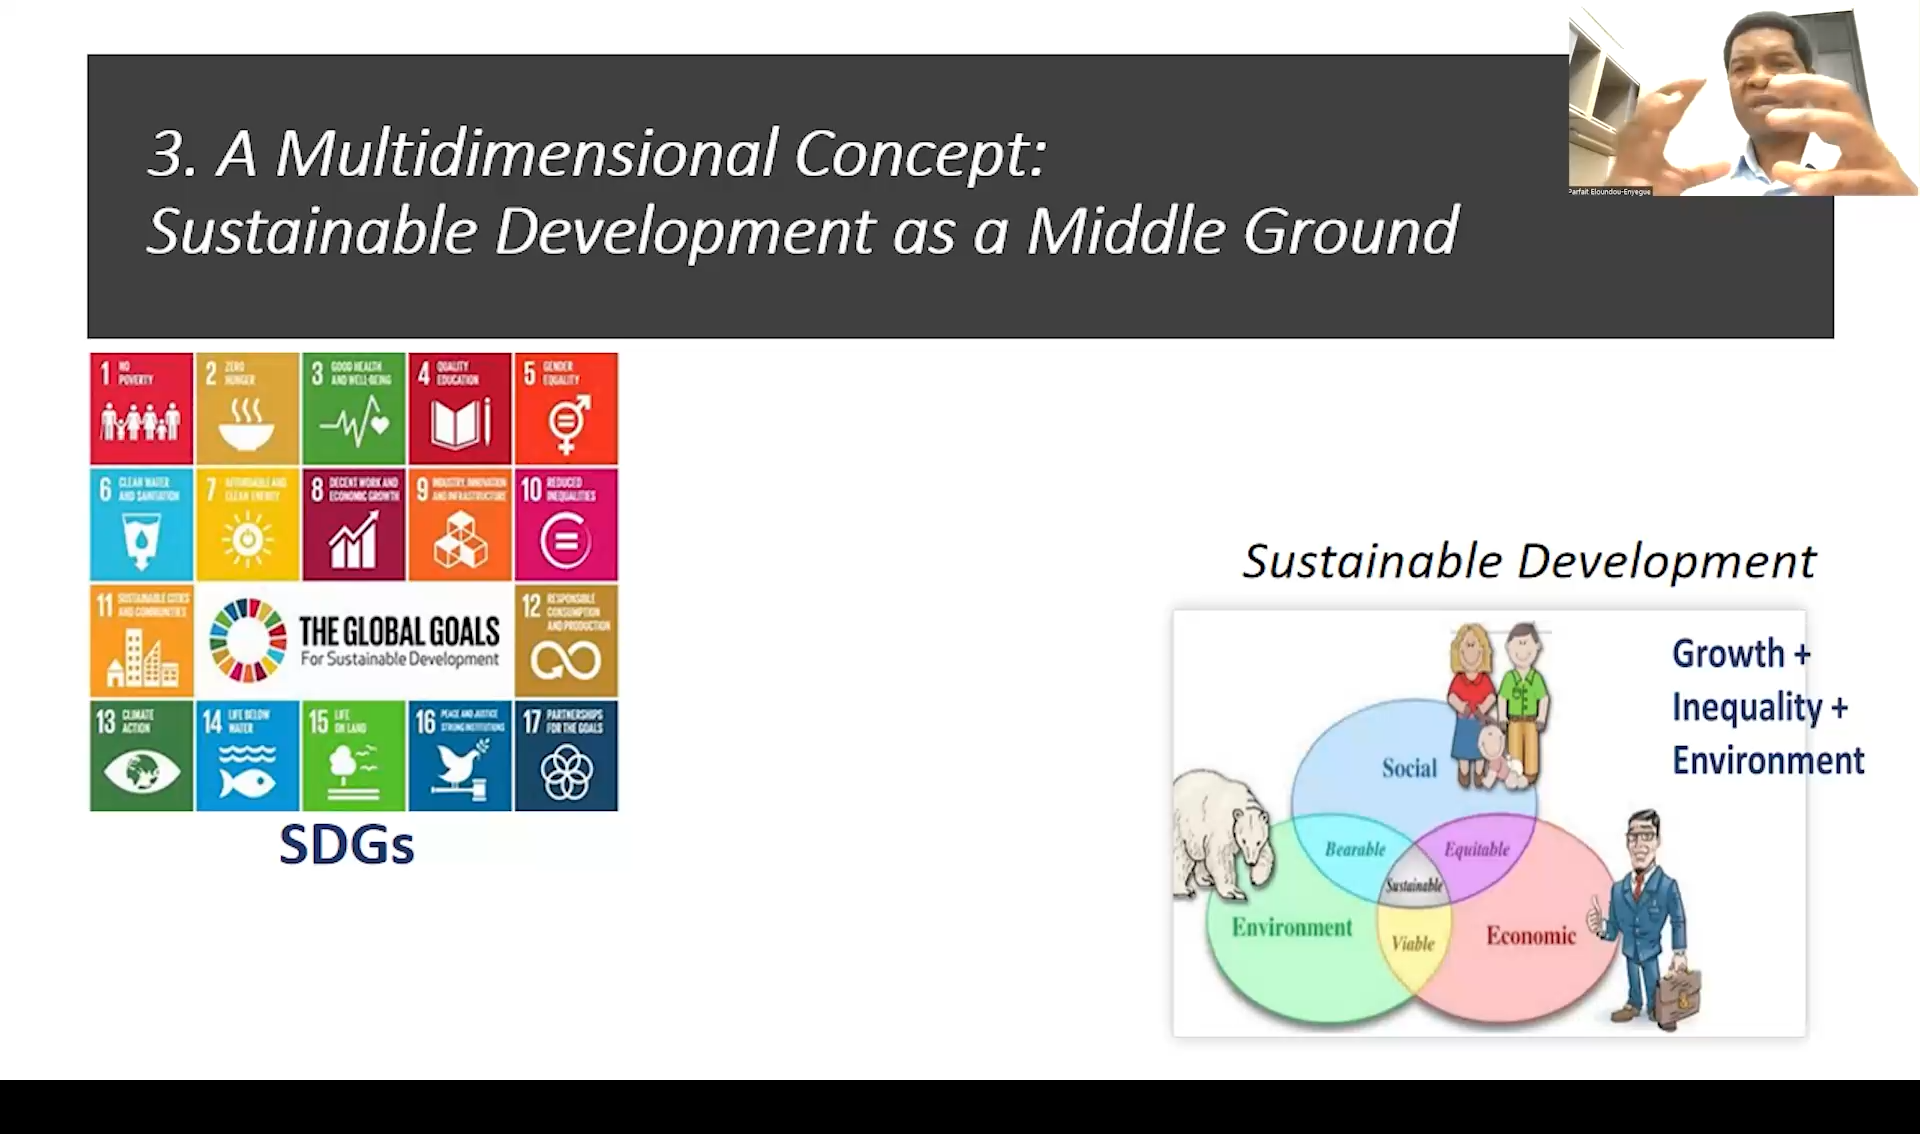 3. A Multidimensional Concept:
Sustainable Development as a Middle Ground
Parfait Eloundou-Enyegue
1 NO
POVERTY
2 ZERO
HUNGER
3 GOOD HEALTH
AND WELL-BEING
4 QUALITY
EDUCATION
5 GENDER
EQUALITY
6 CLEAN WATER
AND SANITATION
7 AFFORDABLE AND
CLEAN ENERGY
8 DECENT WORK AND
ECONOMIC GROWTH
9 INDUSTRY, INNOVATION
AND INFRASTRUCTURE
10 REDUCED
INEQUALITIES
11 SUSTAINABLE CITIES
AND COMMUNITIES
THE GLOBAL GOALS
For Sustainable Development
12 RESPONSIBLE
CONSUMPTION
AND PRODUCTION
13 CLIMATE
ACTION
14 LIFE BELOW
WATER
15 LIFE
ON LAND
16 PEACE AND JUSTICE
STRONG INSTITUTIONS
17 PARTNERSHIPS
FOR THE GOALS
SDGs
Sustainable Development
Growth +
Inequality +
Environment
Social
Bearable
Equitable
Sustainable
Environment
Economic
Viable